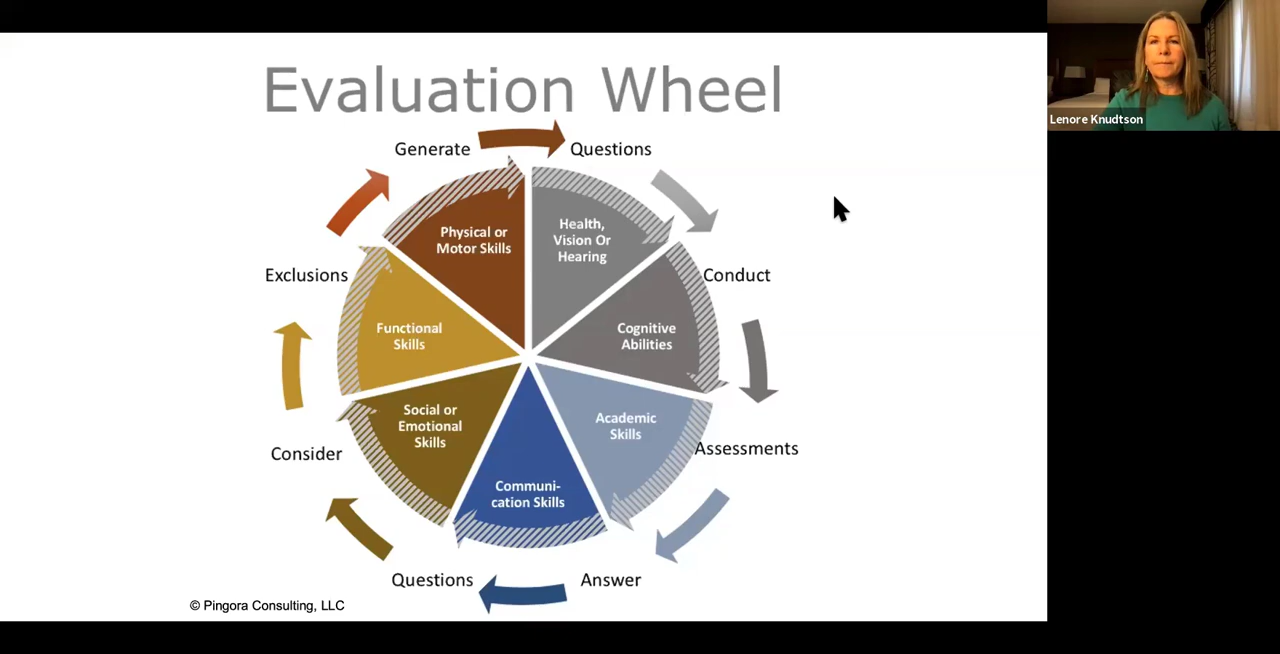 Evaluation Wheel
Lenore Knudtson
Generate
Questions
Conduct
Assessments
Answer
Questions
Consider
Exclusions
Health,
Vision Or
Hearing
Cognitive
Abilities
Academic
Skills
Communi-
cation Skills
Social or
Emotional
Skills
Functional
Skills
Physical or
Motor Skills
© Pingora Consulting, LLC